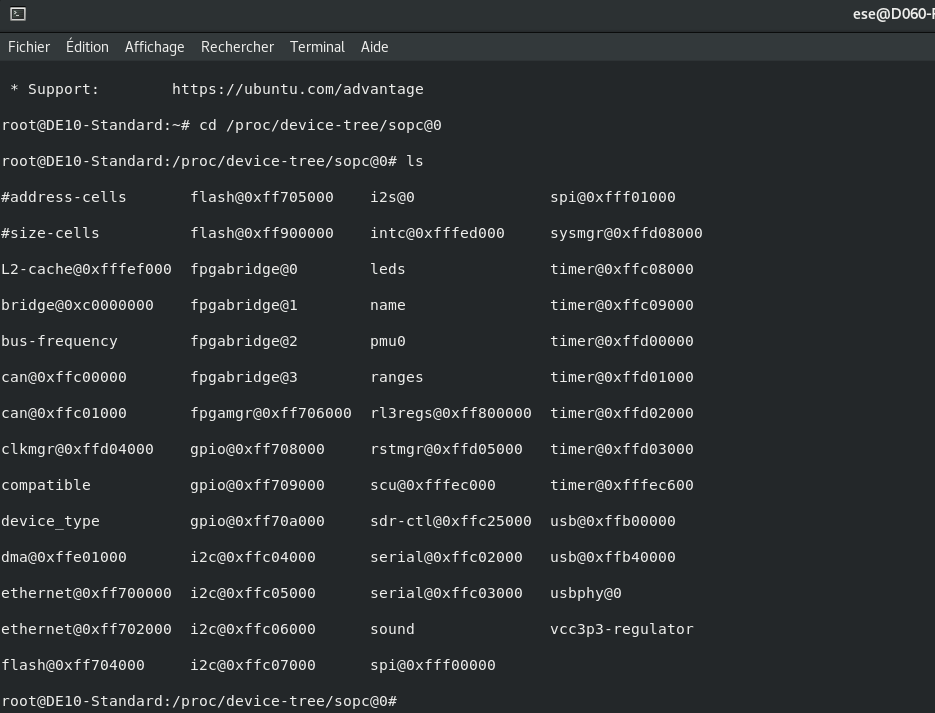 ese@D060-
Fichier Édition Affichage Rechercher Terminal Aide
* Support: https://ubuntu.com/advantage
root@DE10-Standard:~# cd /proc/device-tree/sopc@0
root@DE10-Standard:/proc/device-tree/sopc@0# ls
#address-cells flash@0xff705000 i2s@0 spi@0xfff01000
#size-cells flash@0xff900000 intc@0xfffed000 sysmgr@0xffd08000
L2-cache@0xfffef000 fpgabridge@0 leds timer@0xffc08000
bridge@0xc0000000 fpgabridge@1 name timer@0xffc09000
bus-frequency fpgabridge@2 pmu0 timer@0xffd00000
can@0xffc00000 fpgabridge@3 ranges timer@0xffd01000
can@0xffc01000 fpgamgr@0xff706000 rl3regs@0xff800000 timer@0xffd02000
clkmgr@0xffd04000 gpio@0xff708000 rstmgr@0xffd05000 timer@0xffd03000
compatible gpio@0xff709000 scu@0xfffec000 timer@0xfffec600
device_type gpio@0xff70a000 sdr-ctl@0xffc25000 usb@0xffb00000
dma@0xffe01000 i2c@0xffc04000 serial@0xffc02000 usb@0xffb40000
ethernet@0xff700000 i2c@0xffc05000 serial@0xffc03000 usbphy@0
ethernet@0xff702000 i2c@0xffc06000 sound vcc3p3-regulator
flash@0xff704000 i2c@0xffc07000 spi@0xfff00000
root@DE10-Standard:/proc/device-tree/sopc@0#